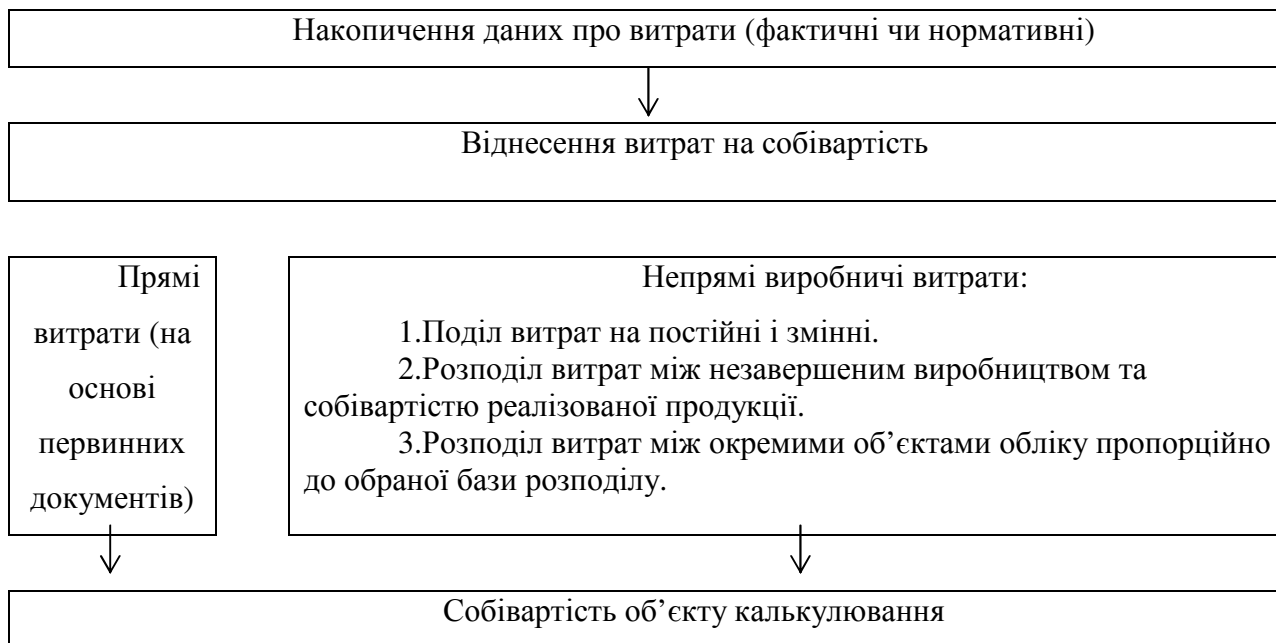 Накопичення даних про витрати (фактичні чи нормативні)
Віднесення витрат на собівартість
Прямі
витрати (на
основі
первинних
документів)
Непрямі виробничі витрати:
1.Поділ витрат на постійні і змінні.
2.Розподіл витрат між незавершеним виробництвом та
собівартістю реалізованої продукції.
3.Розподіл витрат між окремими об’єктами обліку пропорційно
до обраної бази розподілу.
Собівартість об’єкту калькулювання